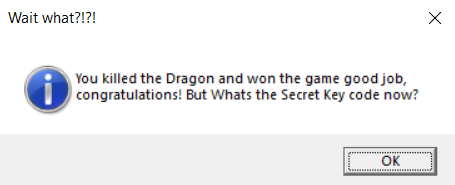 Wait what?!?!
You killed the Dragon and won the game good job,
congratulations! But Whats the Secret Key code now?
OK